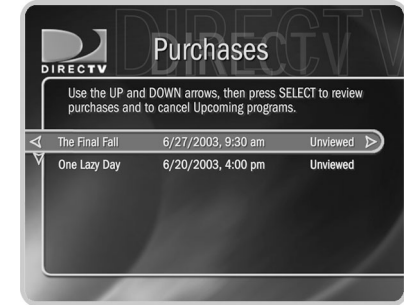 DIRECTV
Purchases
DIRECTV
Use the UP and DOWN arrows, then press SELECT to review
purchases and to cancel Upcoming programs.
The Final Fall 6/27/2003, 9:30 am Unviewed
One Lazy Day 6/20/2003, 4:00 pm Unviewed